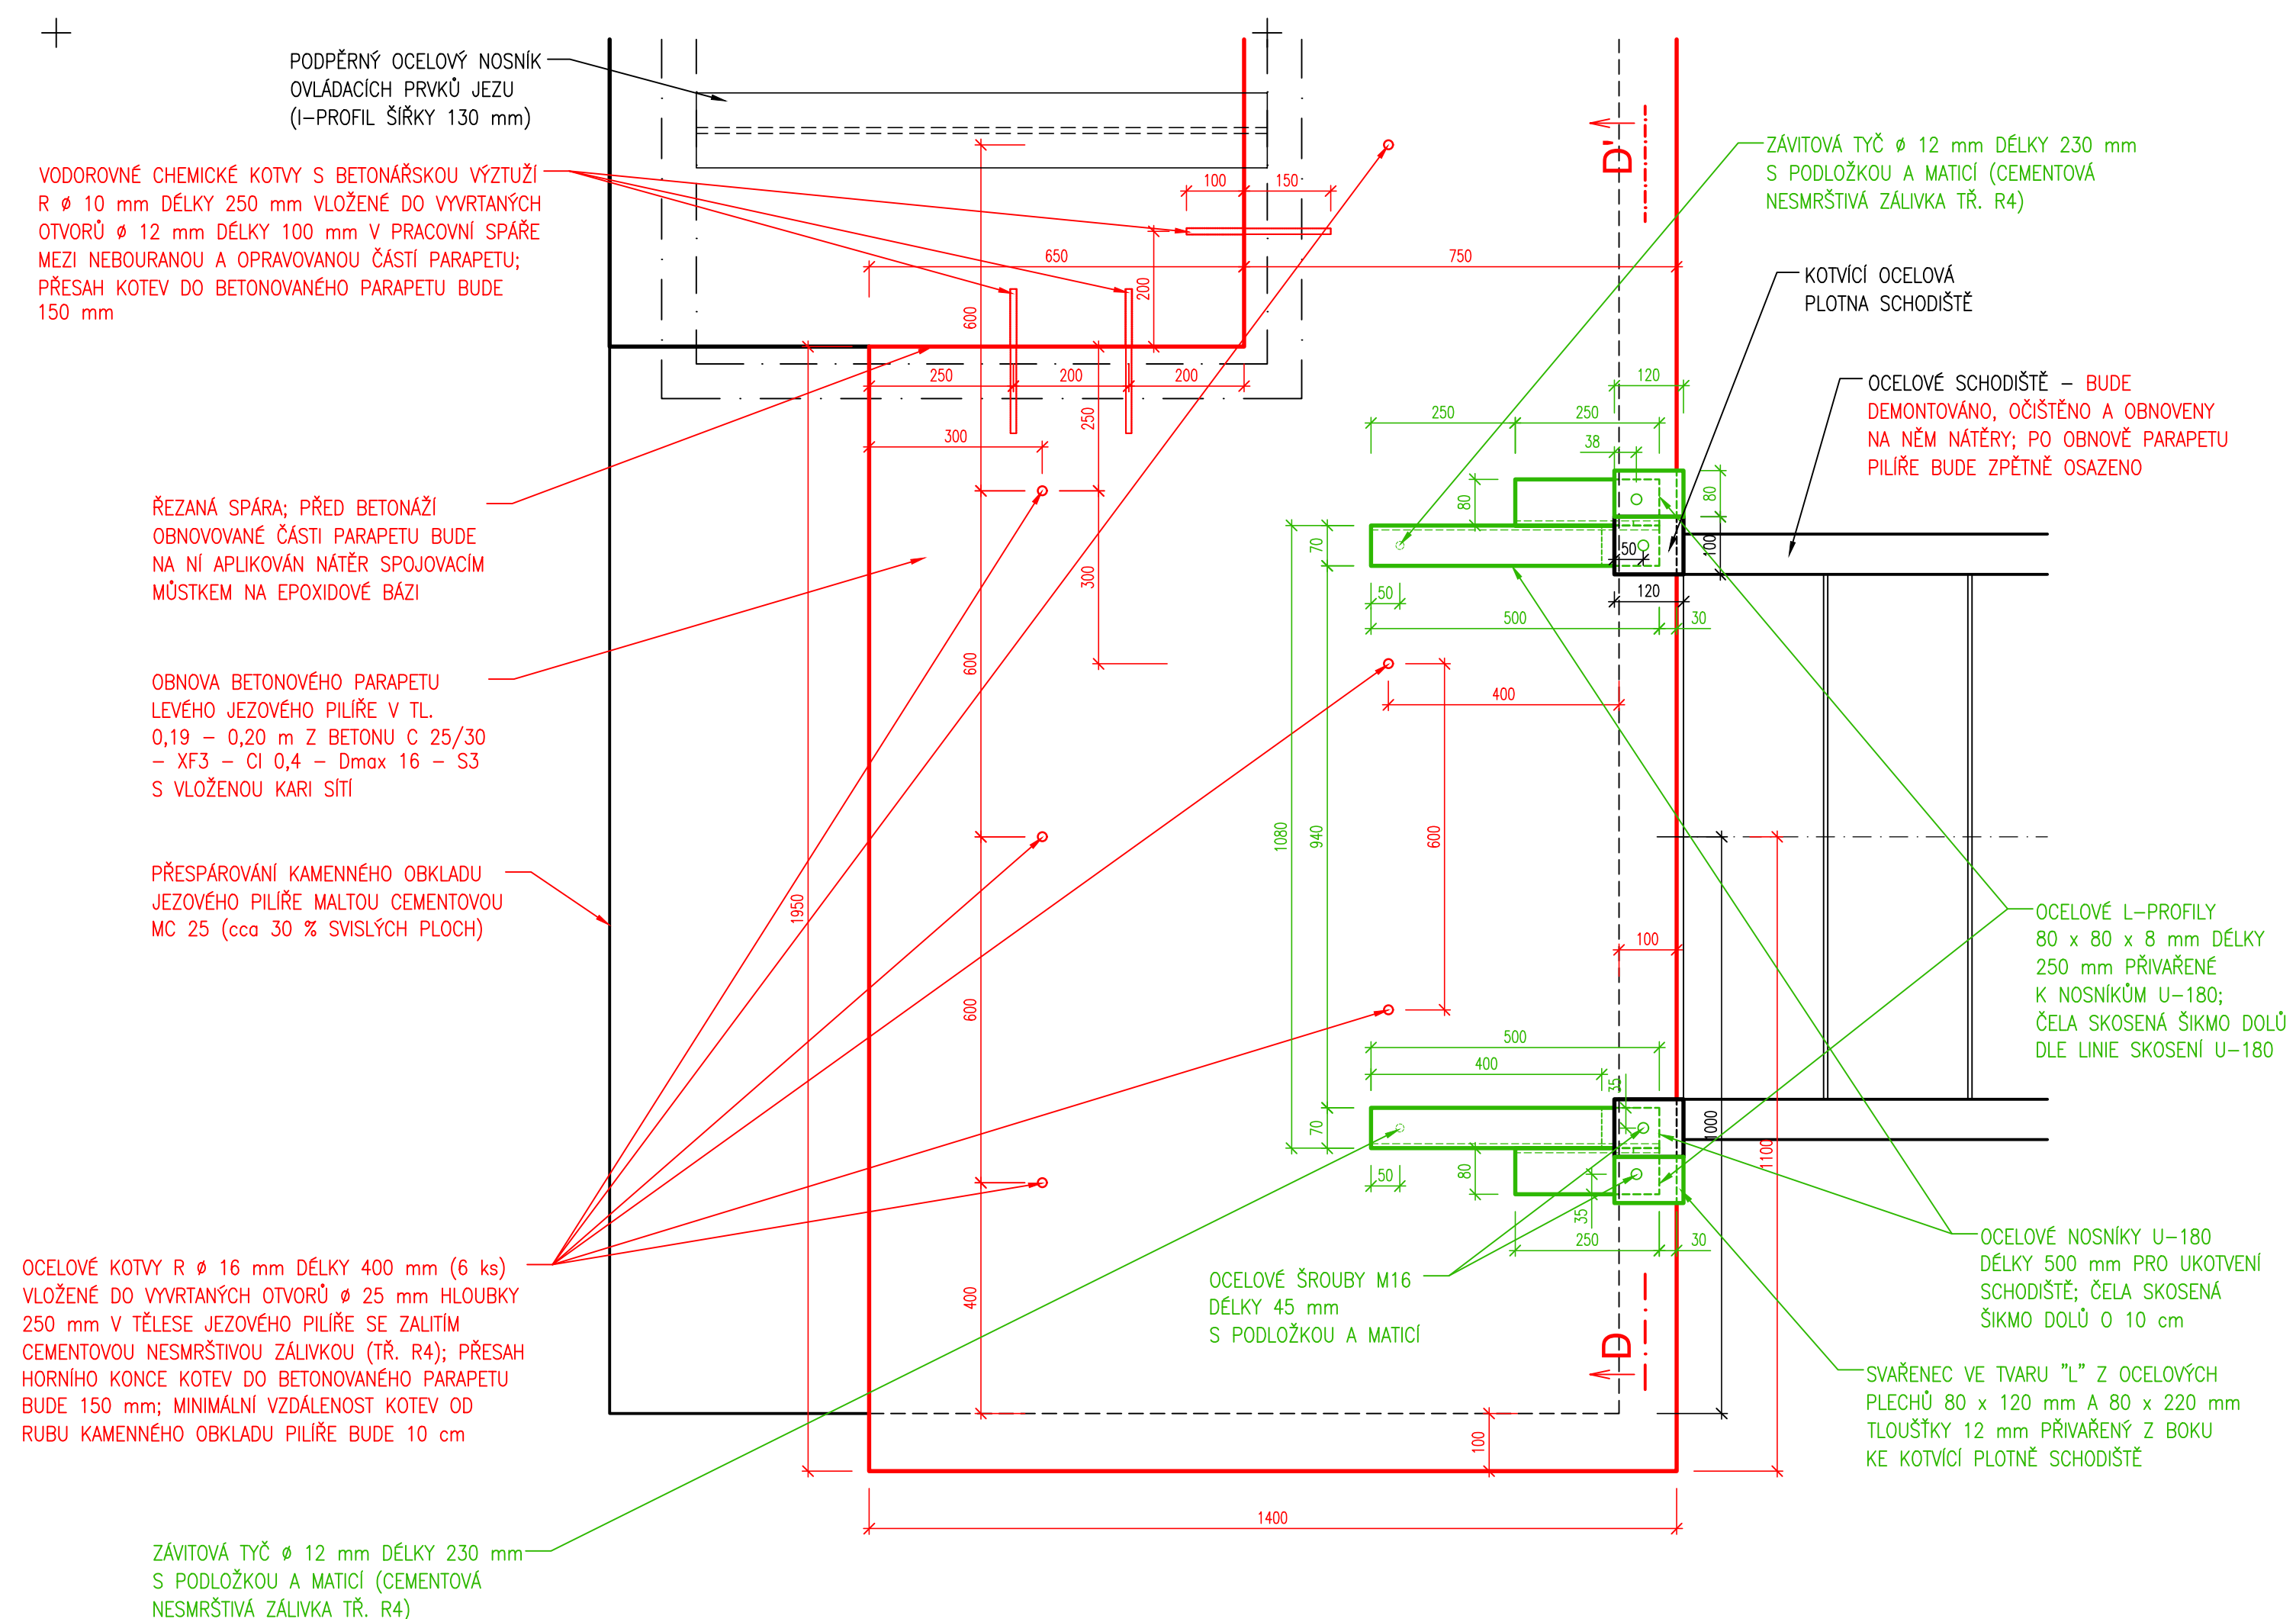 PODPĚRNÝ OCELOVÝ NOSNÍK
OVLÁDACÍCH PRVKŮ JEZU
(I-PROFIL ŠÍŘKY 130 mm)
VODOROVNÉ CHEMICKÉ KOTVY S BETONÁŘSKOU VÝZTUŽÍ
R ø 10 mm DÉLKY 250 mm VLOŽENÉ DO VYVRTANÝCH
OTVORŮ ø 12 mm DÉLKY 100 mm V PRACOVNÍ SPÁŘE
MEZI NEBOURANOU A OPRAVOVANOU ČÁSTÍ PARAPETU;
PŘESAH KOTEV DO BETONOVANÉHO PARAPETU BUDE
150 mm
ŘEZANÁ SPÁRA; PŘED BETONÁŽÍ
OBNOVOVANÉ ČÁSTI PARAPETU BUDE
NA NÍ APLIKOVÁN NÁTĚR SPOJOVACÍM
MŮSTKEM NA EPOXIDOVÉ BÁZI
OBNOVA BETONOVÉHO PARAPETU
LEVÉHO JEZOVÉHO PILÍŘE V TL.
0,19 – 0,20 m Z BETONU C 25/30
– XF3 – Cl 0,4 – Dmax 16 – S3
S VLOŽENOU KARI SÍTÍ
PŘESPÁROVÁNÍ KAMENNÉHO OBKLADU
JEZOVÉHO PILÍŘE MALTOU CEMENTOVOU
MC 25 (cca 30 % SVISLÝCH PLOCH)
OCELOVÉ KOTVY R ø 16 mm DÉLKY 400 mm (6 ks)
VLOŽENÉ DO VYVRTANÝCH OTVORŮ ø 25 mm HLOUBKY
250 mm V TĚLESE JEZOVÉHO PILÍŘE SE ZALITÍM
CEMENTOVOU NESMRŠTIVOU ZÁLIVKOU (TŘ. R4); PŘESAH
HORNÍHO KONCE KOTEV DO BETONOVANÉHO PARAPETU
BUDE 150 mm; MINIMÁLNÍ VZDÁLENOST KOTEV OD
RUBU KAMENNÉHO OBKLADU PILÍŘE BUDE 10 cm
ZÁVITOVÁ TYČ ø 12 mm DÉLKY 230 mm
S PODLOŽKOU A MATICÍ (CEMENTOVÁ
NESMRŠTIVÁ ZÁLIVKA TŘ. R4)
100
150
650
750
200
600
250
200
200
250
300
300
600
600
400
1950
400
600
100
100
1400
1100
1000
D'
D
120
250
250
38
80
80
70
50
100
120
50
500
30
1080
940
500
400
35
70
80
50
35
250
30
OCELOVÉ ŠROUBY M16
DÉLKY 45 mm
S PODLOŽKOU A MATICÍ
ZÁVITOVÁ TYČ ø 12 mm DÉLKY 230 mm
S PODLOŽKOU A MATICÍ (CEMENTOVÁ
NESMRŠTIVÁ ZÁLIVKA TŘ. R4)
KOTVÍCÍ OCELOVÁ
PLOTNA SCHODIŠTĚ
OCELOVÉ SCHODIŠTĚ – BUDE
DEMONTOVÁNO, OČIŠTĚNO A OBNOVENY
NA NĚM NÁTĚRY; PO OBNOVĚ PARAPETU
PILÍŘE BUDE ZPĚTNĚ OSAZENO
OCELOVÉ L-PROFILY
80 x 80 x 8 mm DÉLKY
250 mm PŘIVAŘENÉ
K NOSNÍKŮM U-180;
ČELA SKOSENÁ ŠIKMO DOLŮ
DLE LINIE SKOSENÍ U-180
OCELOVÉ NOSNÍKY U-180
DÉLKY 500 mm PRO UKOTVENÍ
SCHODIŠTĚ; ČELA SKOSENÁ
ŠIKMO DOLŮ O 10 cm
SVAŘENEC VE TVARU "L" Z OCELOVÝCH
PLECHŮ 80 x 120 mm A 80 x 220 mm
TLOUŠŤKY 12 mm PŘIVAŘENÝ Z BOKU
KE KOTVÍCÍ PLOTNĚ SCHODIŠTĚ